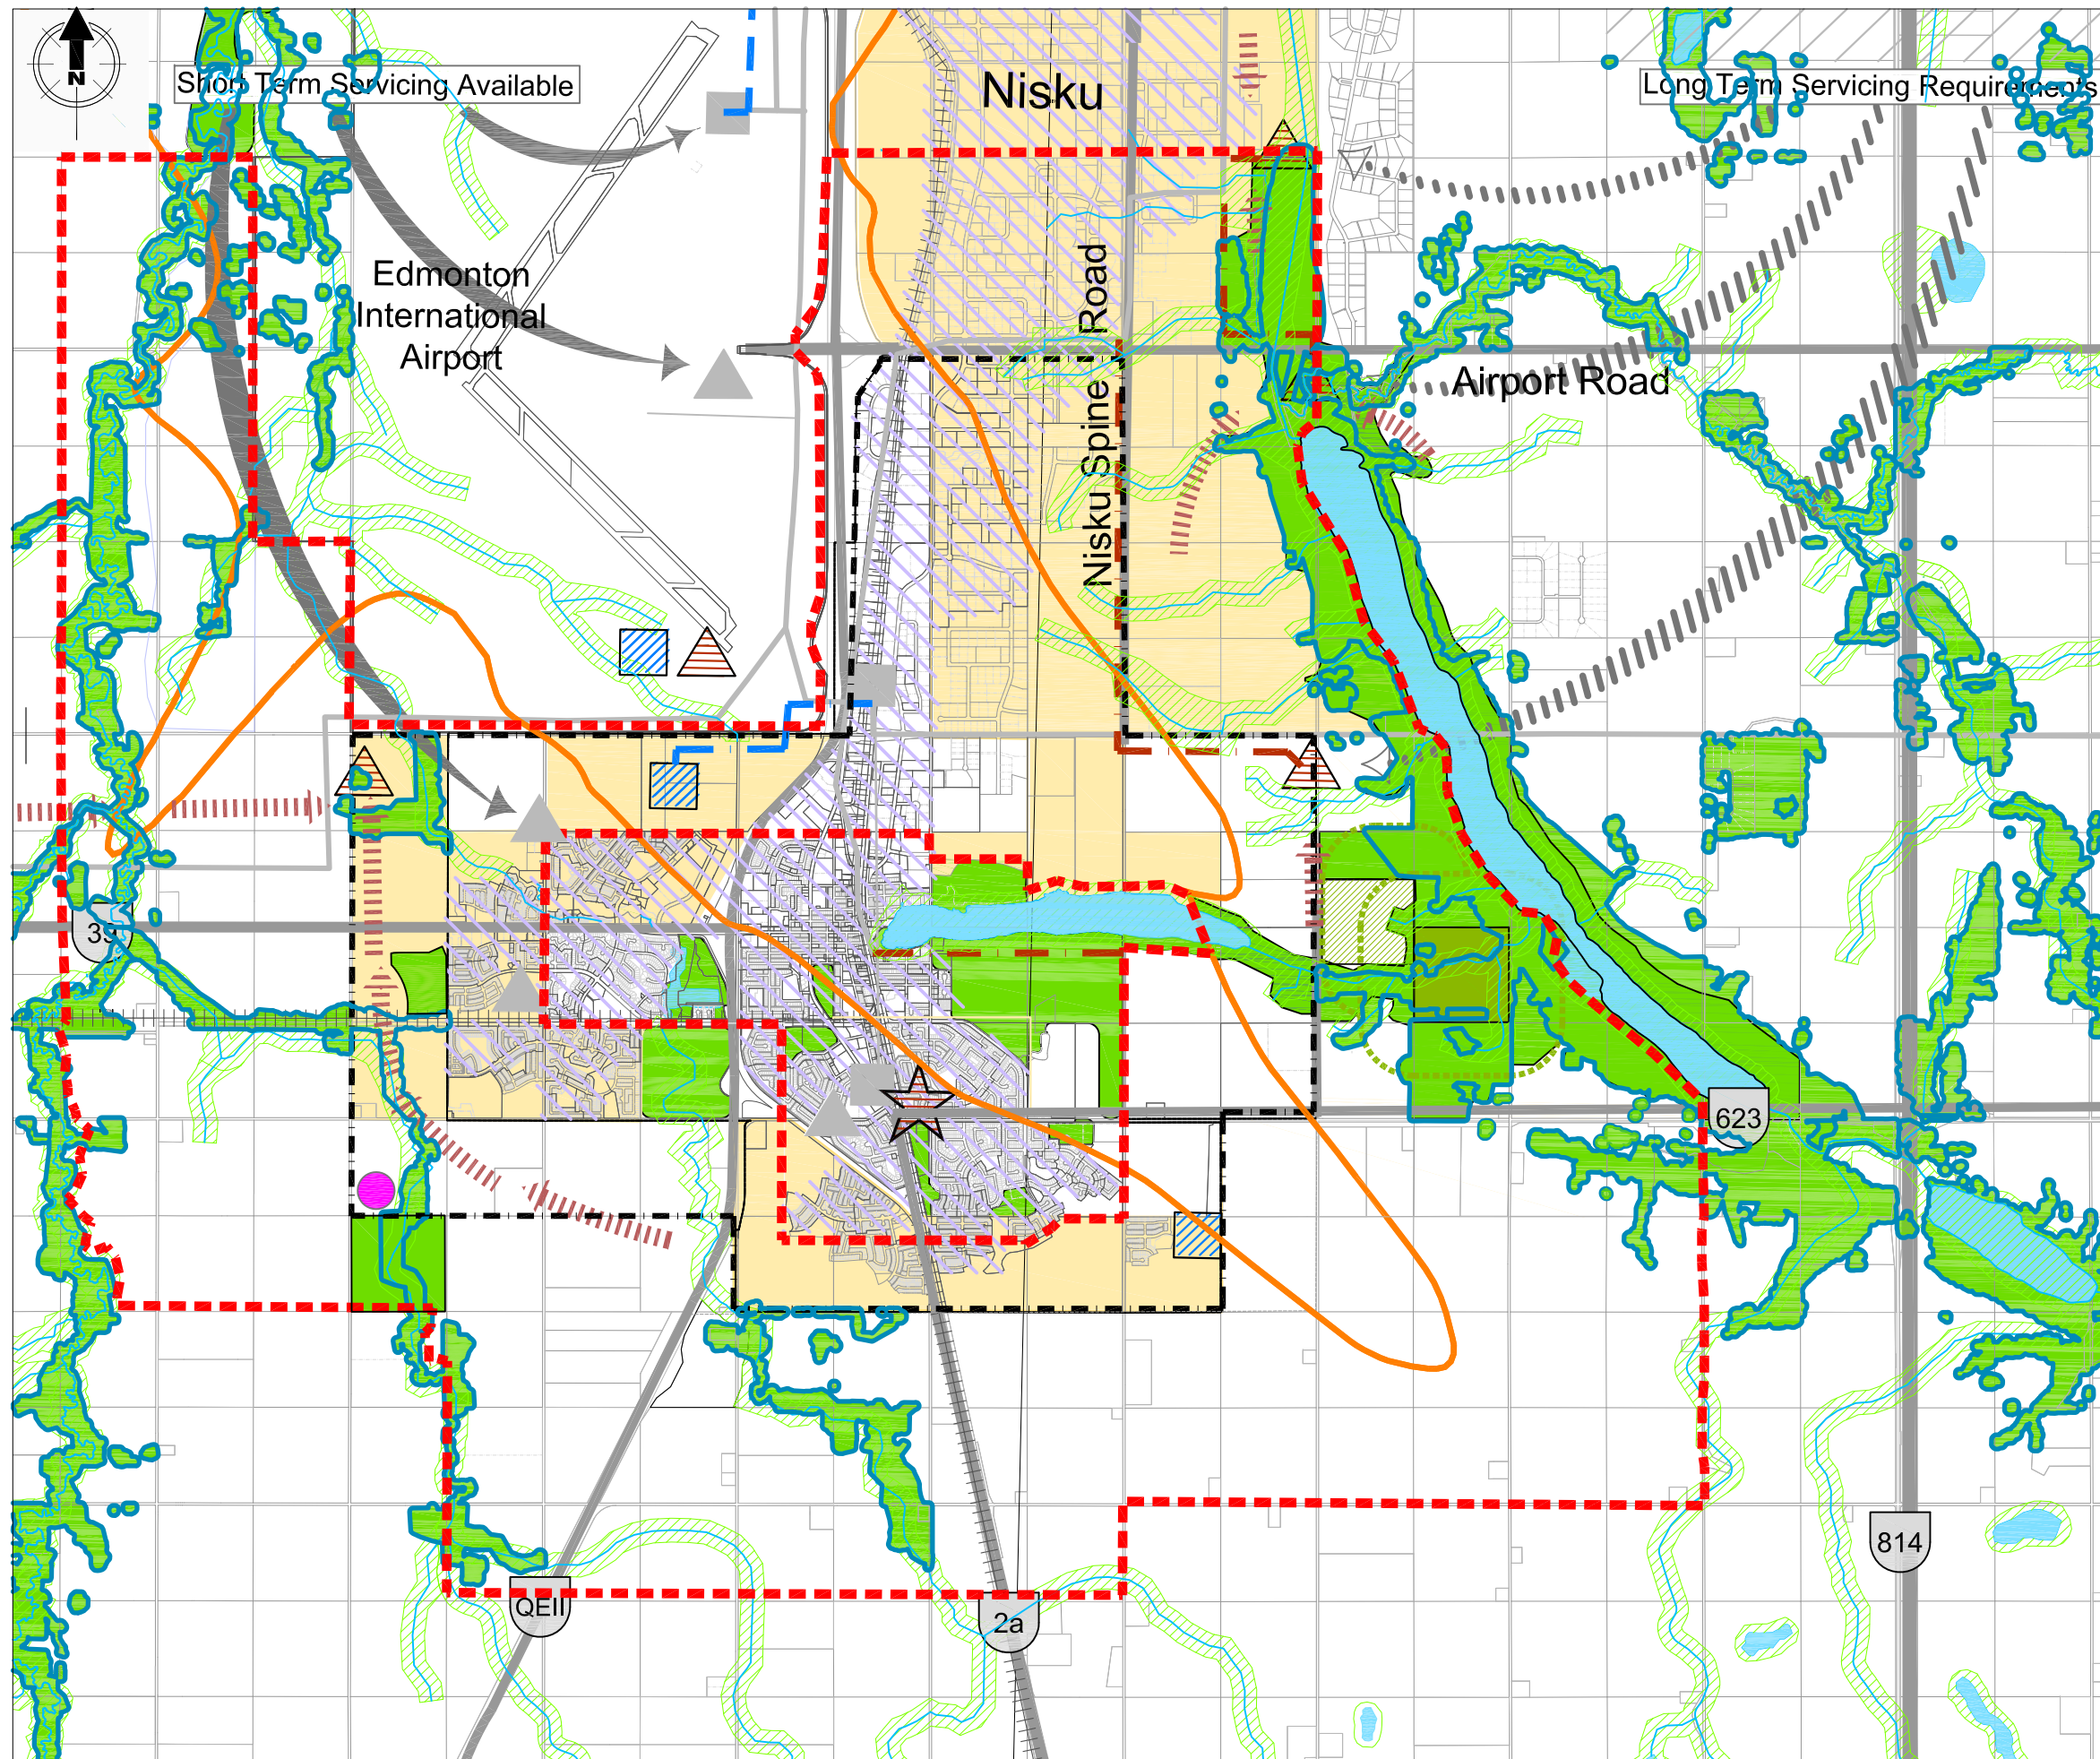 N
Short Term Servicing Available
Nisku
Long Term Servicing Requirements
Edmonton
International
Airport
Nisku Spine Road
Airport Road
39
623
814
QEII
2a